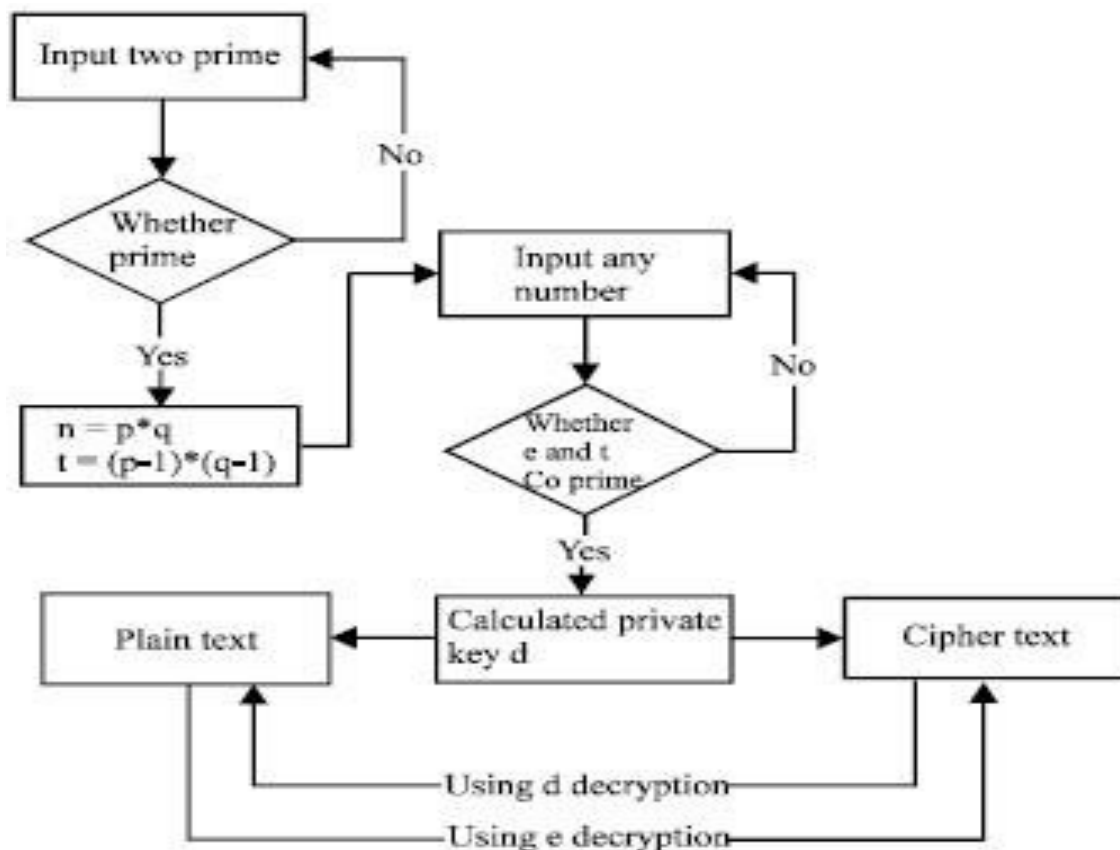 Input two prime
No
Whether
prime
Yes
n = p*q
t = (p-1)*(q-1)
Input any
number
No
Whether
e and t
Co prime
Yes
Calculated private
key d
Plain text
Cipher text
Using d decryption
Using e decryption